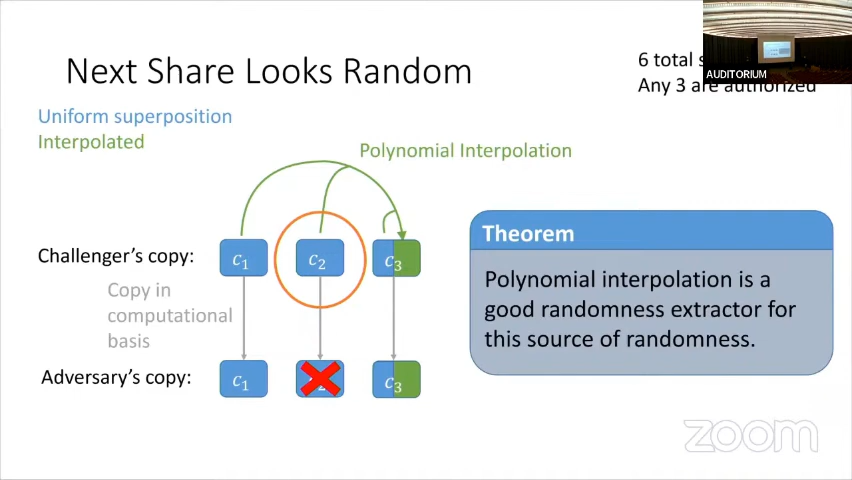 Next Share Looks Random
6 total
Any 3 are authorized
AUDITORIUM
Uniform superposition
Interpolated
Polynomial Interpolation
Challenger's copy:
c₁
c₂
c₃
Copy in
computational
basis
Adversary's copy:
c₁
c₃
Theorem
Polynomial interpolation is a
good randomness extractor for
this source of randomness.
zoom